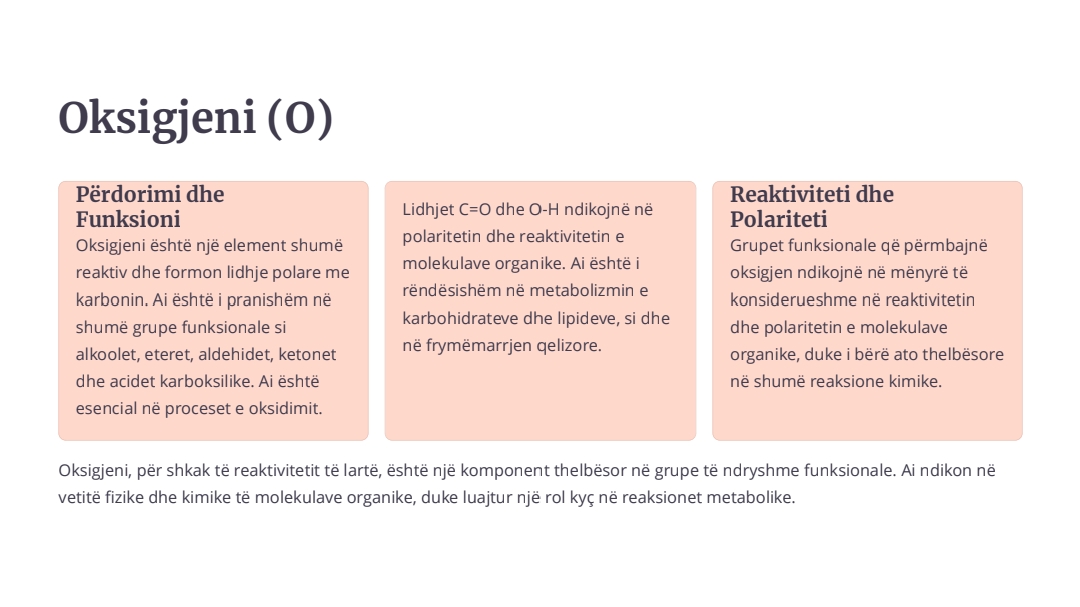 Oksigjeni (O)
Përdorimi dhe
Funksioni
Oksigjeni është një element shumë
reaktiv dhe formon lidhje polare me
karbonin. Ai është i pranishëm në
shumë grupe funksionale si
alkoolet, eteret, aldehidet, ketonet
dhe acidet karboksilike. Ai është
esencial në proceset e oksidimit.
Lidhjet C=O dhe O-H ndikojnë në
polaritetin dhe reaktivitetin e
molekulave organike. Ai është i
rëndësishëm në metabolizmin e
karbohidrateve dhe lipideve, si dhe
në frymëmarrjen qelizore.
Reaktiviteti dhe
Polariteti
Grupet funksionale që përmbajnë
oksigjen ndikojnë në mënyrë të
konsiderueshme në reaktivitetin
dhe polaritetin e molekulave
organike, duke i bërë ato thelbësore
në shumë reaksione kimike.
Oksigjeni, për shkak të reaktivitetit të lartë, është një komponent thelbësor në grupe të ndryshme funksionale. Ai ndikon në
vetitë fizike dhe kimike të molekulave organike, duke luajtur një rol kyç në reaksionet metabolike.